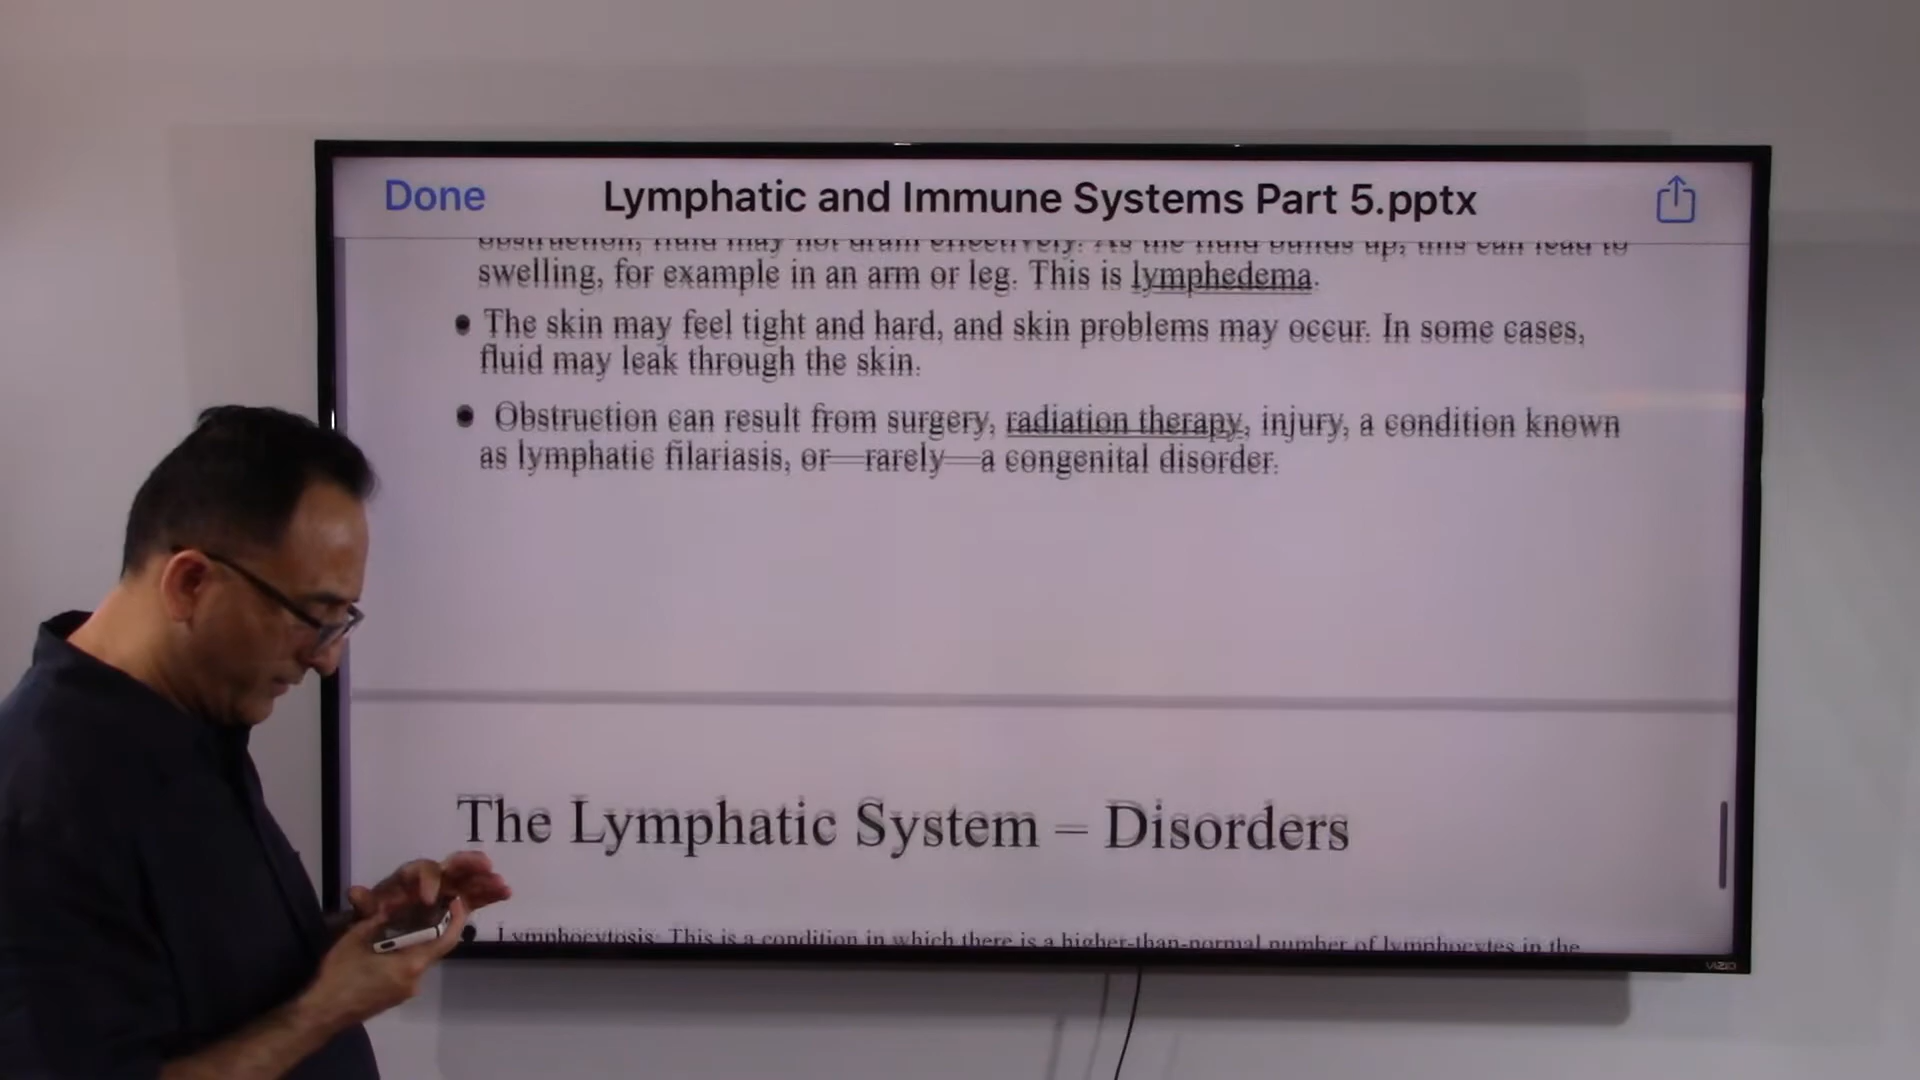 Done
Lymphatic and Immune Systems Part 5.pptx
obstruction, fluid may not drain effectively. As the fluid builds up, this can lead to
swelling, for example in an arm or leg. This is lymphedema.
● The skin may feel tight and hard, and skin problems may occur. In some cases,
fluid may leak through the skin.
● Obstruction can result from surgery, radiation therapy, injury, a condition known
as lymphatic filariasis, or—rarely—a congenital disorder.
The Lymphatic System – Disorders
● Lymphocytosis: This is a condition in which there is a higher-than-normal number of lymphocytes in the
VIZIO